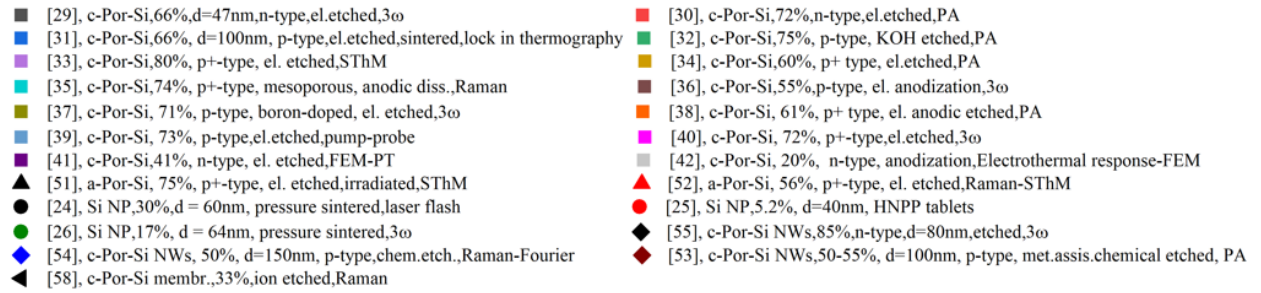 [29], c-Por-Si,66%,d=47nm,n-type,el.etched,3ω
[30], c-Por-Si,72%,n-type,el.etched,PA
[31], c-Por-Si,66%, d=100nm, p-type,el.etched,sintered,lock in thermography
[32], c-Por-Si,75%, p-type, KOH etched,PA
[33], c-Por-Si,80%, p+-type, el. etched,SThM
[34], c-Por-Si,60%, p+ type, el.etched,PA
[35], c-Por-Si,74%, p+-type, mesoporous, anodic diss.,Raman
[36], c-Por-Si,55%,p-type, el. anodization,3ω
[37], c-Por-Si, 71%, p-type, boron-doped, el. etched,3ω
[38], c-Por-Si, 61%, p+ type, el. anodic etched,PA
[39], c-Por-Si, 73%, p-type,el.etched,pump-probe
[40], c-Por-Si, 72%, p+-type,el.etched,3ω
[41], c-Por-Si,41%, n-type, el. etched,FEM-PT
[42], c-Por-Si, 20%, n-type, anodization,Electrothermal response-FEM
[51], a-Por-Si, 75%, p+-type, el. etched,irradiated,SThM
[52], a-Por-Si, 56%, p+-type, el. etched,Raman-SThM
[24], Si NP,30%,d = 60nm, pressure sintered,laser flash
[25], Si NP,5.2%, d=40nm, HNPP tablets
[26], Si NP,17%, d = 64nm, pressure sintered,3ω
[55], c-Por-Si NWs,85%,n-type,d=80nm,etched,3ω
[54], c-Por-Si NWs, 50%, d=150nm, p-type,chem.etch.,Raman-Fourier
[53], c-Por-Si NWs,50-55%, d=100nm, p-type, met.assis.chemical etched, PA
[58], c-Por-Si membr.,33%,ion etched,Raman